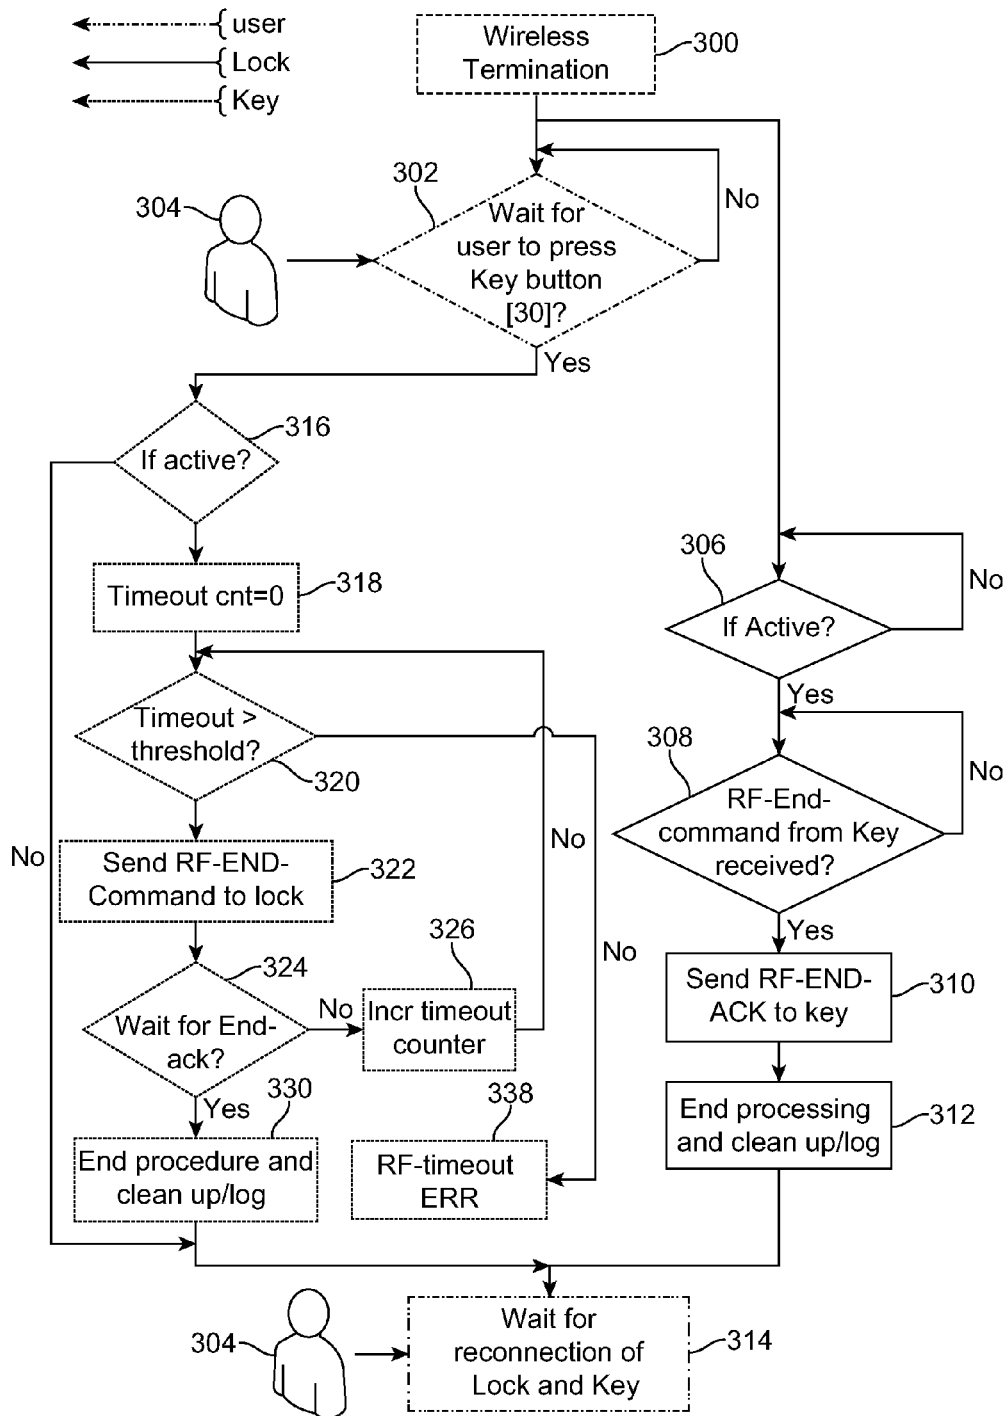 user
Lock
Key
Wireless
Termination
300
302
304
Wait for
user to press
Key button
[30]?
No
Yes
316
If active?
318
Timeout cnt=0
306
No
If Active?
Yes
Timeout >
threshold?
320
308
No
RF-End-
command from Key
received?
No
No
Send RF-END-
Command to lock
322
Yes
324
326
No
Wait for End-
ack?
No
Incr timeout
counter
Send RF-END-
ACK to key
310
Yes
330
338
End procedure and
clean up/log
RF-timeout
ERR
End processing
and clean up/log
312
304
Wait for
reconnection of
Lock and Key
314